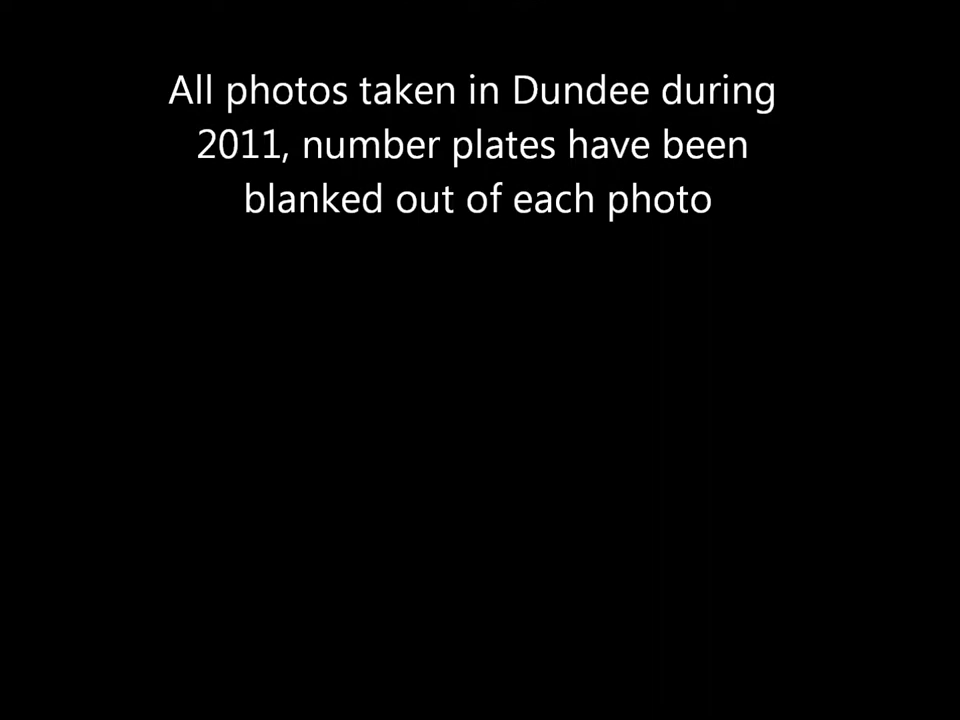 All photos taken in Dundee during
2011, number plates have been
blanked out of each photo